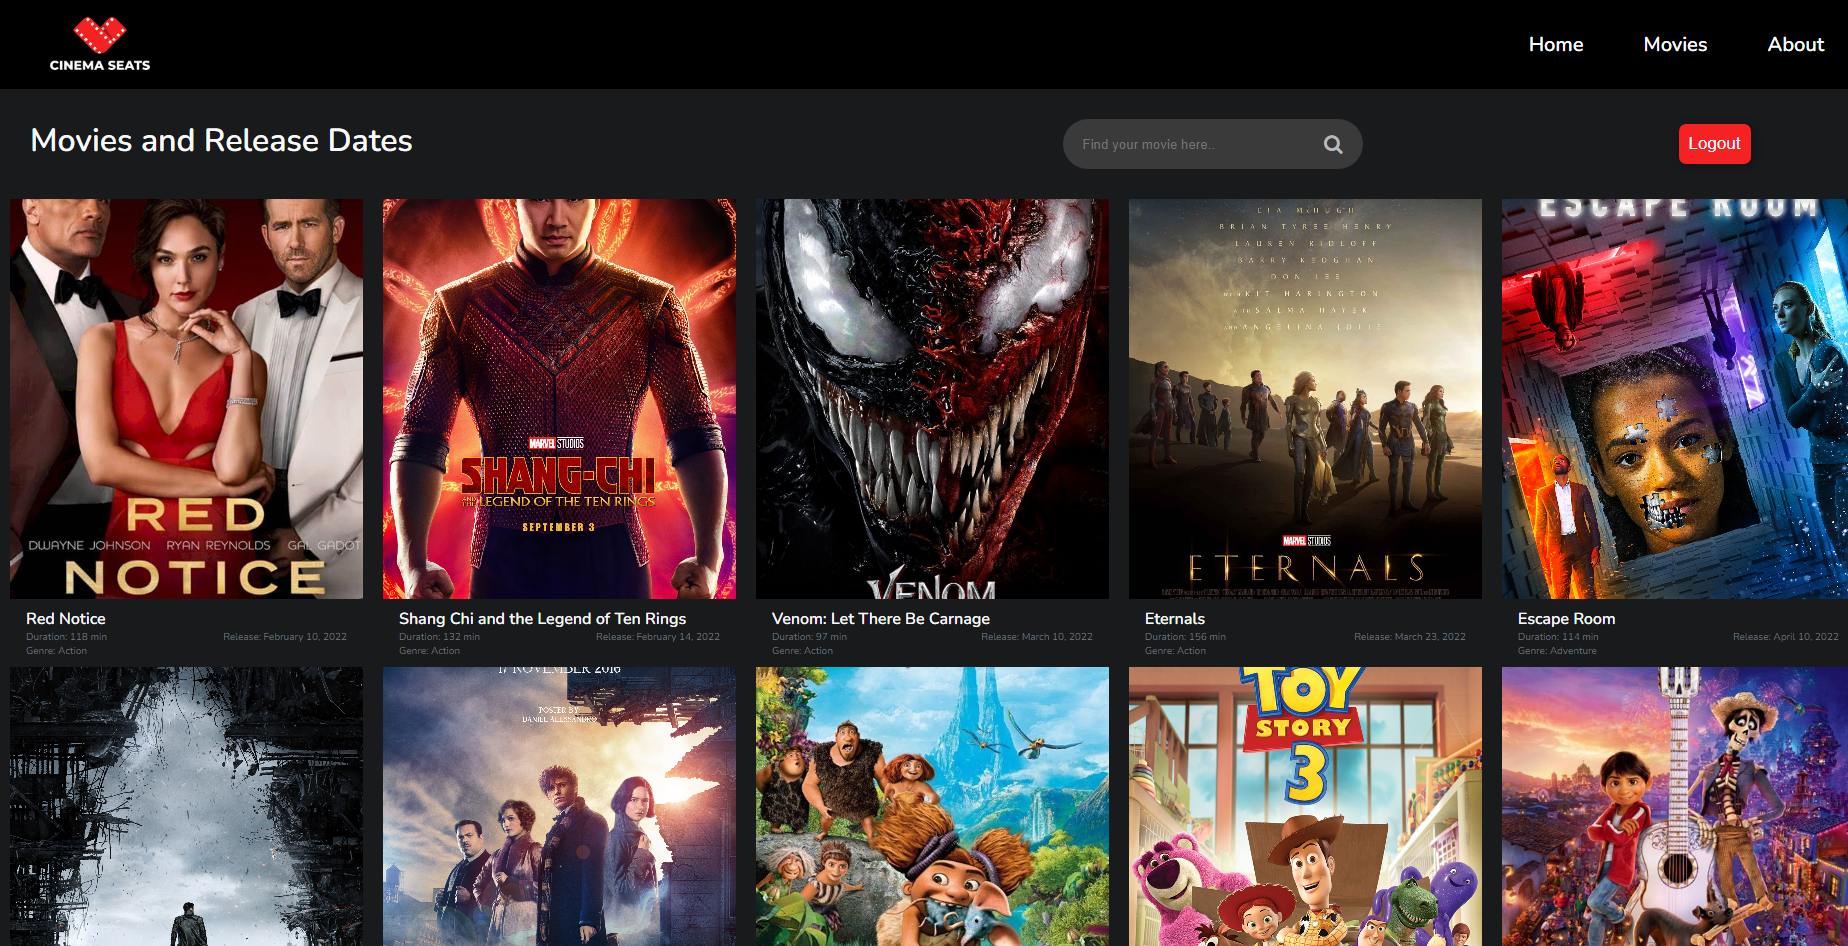 CINEMA SEATS
Home
Movies
About
Movies and Release Dates
Find your movie here..
Logout
RED
DWAYNE JOHNSON RYAN REYNOLDS GAL GADOT
NOTICE
MARVEL STUDIOS
SHANG-CHI
AND THE LEGEND OF THE TEN RINGS
SEPTEMBER 3
VENOM
LIA McHUGH
BRIAN TYREE HENRY
LAUREN RIDLOFF
BARRY KEOGHAN
DON LEE
WITH KIT HARINGTON
WITH SALMA HAYEK
AND ANGELINA JOLIE
MARVEL STUDIOS
ETERNALS
ESCAPE ROOM
Red Notice
Duration: 118 min
Release: February 10, 2022
Genre: Action
Shang Chi and the Legend of Ten Rings
Duration: 132 min
Release: February 14, 2022
Genre: Action
Venom: Let There Be Carnage
Duration: 97 min
Release: March 10, 2022
Genre: Action
Eternals
Duration: 156 min
Release: March 23, 2022
Genre: Action
Escape Room
Duration: 114 min
Release: April 10, 2022
Genre: Adventure
17 NOVEMBER 2016
POSTER BY
DANIEL ALESSANDRO
TOY
STORY
3